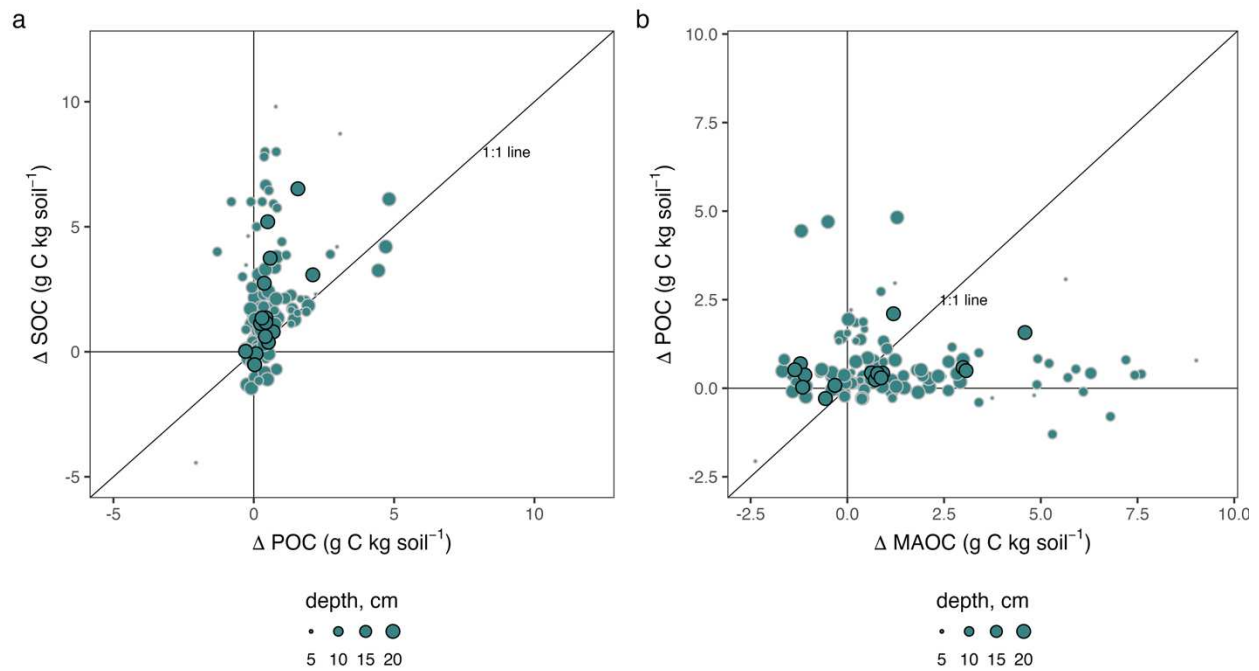 a
10
5
0
-5
Δ SOC (g C kg soil⁻¹)
1:1 line
-5 0 5 10
Δ POC (g C kg soil⁻¹)
depth, cm
5 10 15 20
b
10.0
7.5
5.0
2.5
0.0
-2.5
Δ POC (g C kg soil⁻¹)
1:1 line
-2.5 0.0 2.5 5.0 7.5 10.0
Δ MAOC (g C kg soil⁻¹)
depth, cm
5 10 15 20